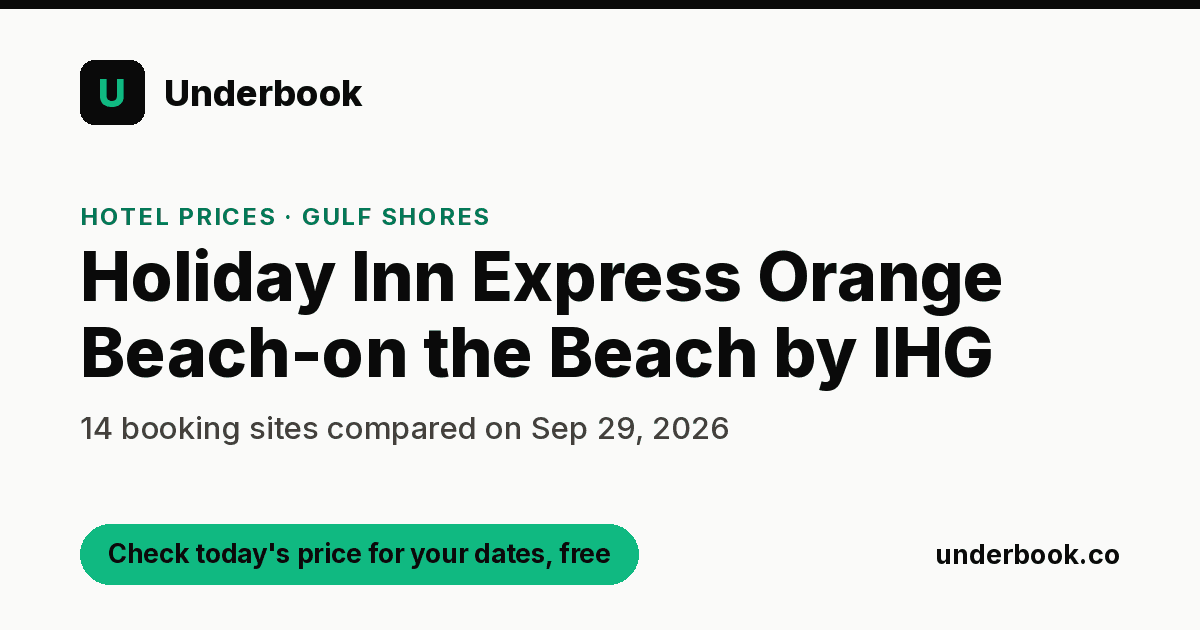 U Underbook
HOTEL PRICES · GULF SHORES
Holiday Inn Express Orange
Beach-on the Beach by IHG
14 booking sites compared on Sep 29, 2026
Check today's price for your dates, free
underbook.co